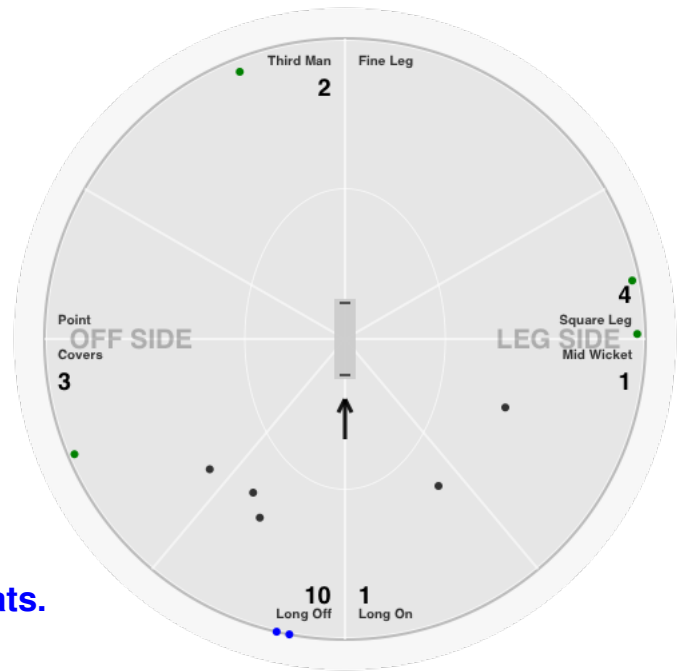 Third Man
Fine Leg
2
4
Point
Square Leg
OFF SIDE
LEG SIDE
Covers
Mid Wicket
3
1
ats.
10
1
Long Off
Long On